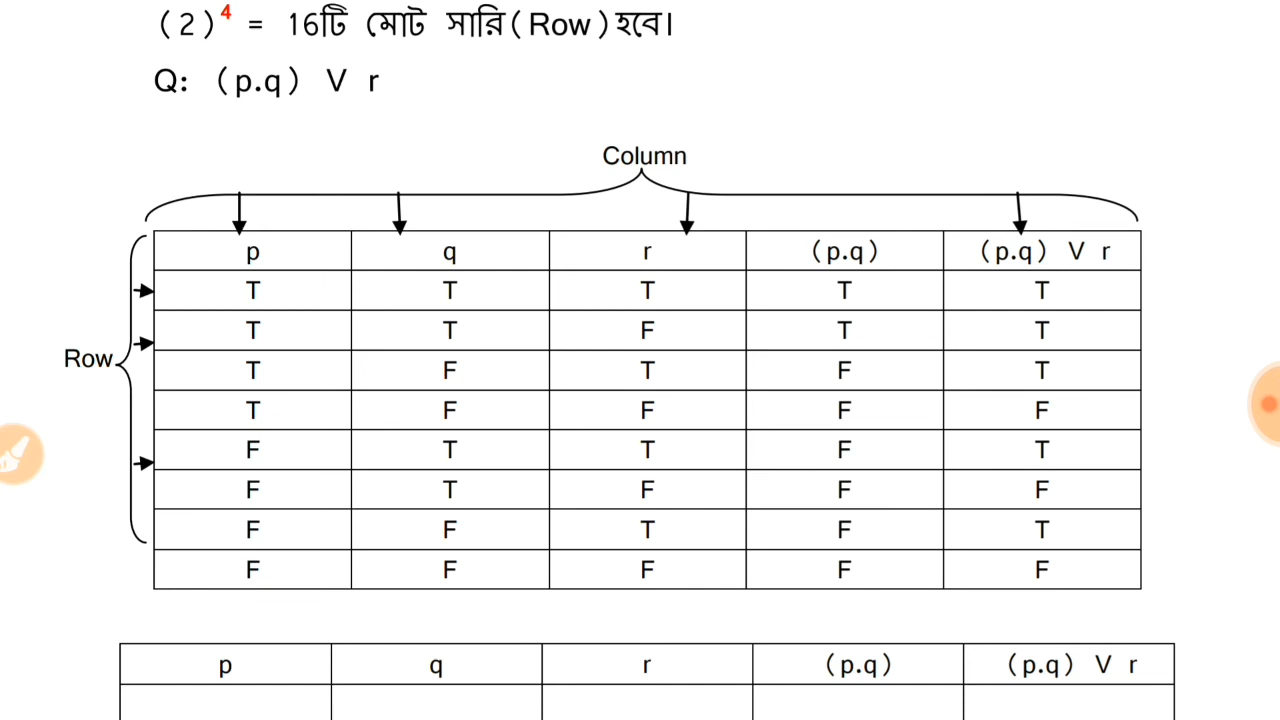 (2)⁴ = 16টি মোট সারি(Row)হবে।
Q: (p.q) V r
Column
p q r (p.q) (p.q) V r
T T T T T
T T F T T
Row
T F T F T
T F F F F
F T T F T
F T F F F
F F T F T
F F F F F
p q r (p.q) (p.q) V r